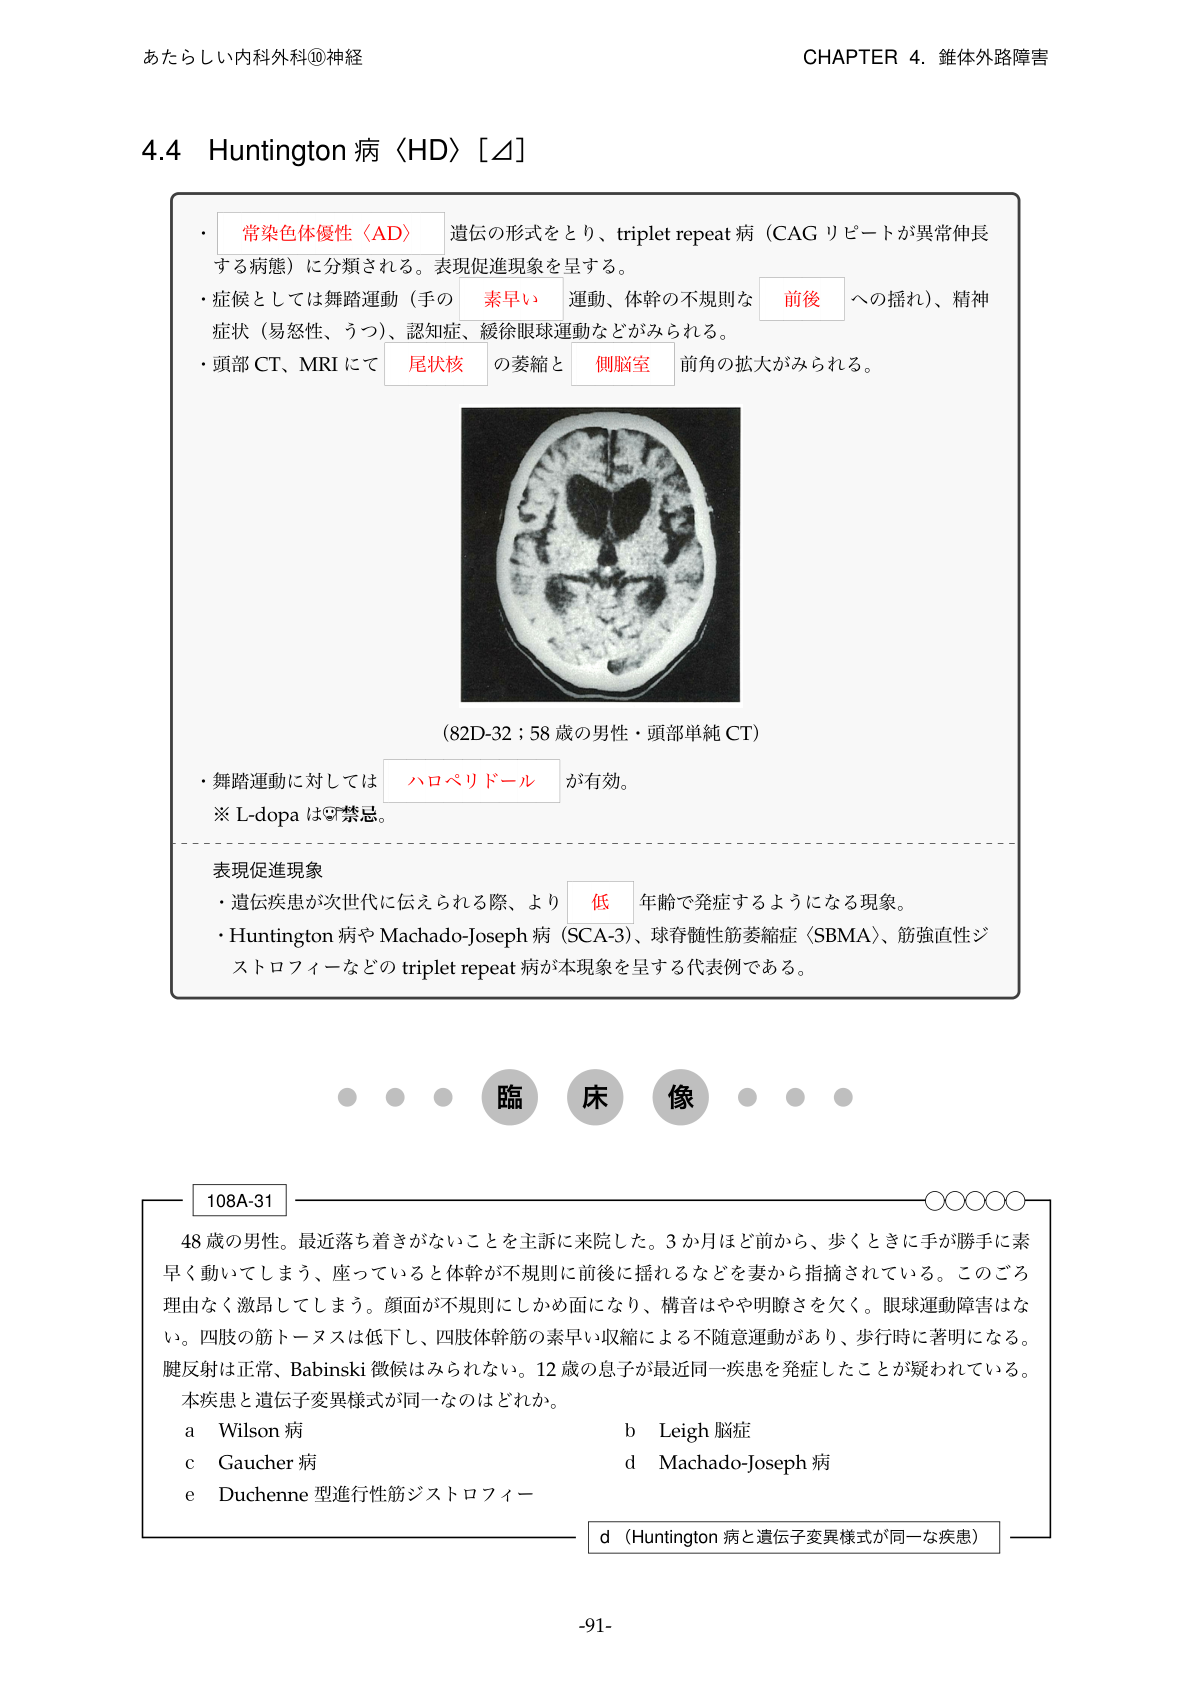 あたらしい内科外科⑩神経
CHAPTER 4. 錐体外路障害
4.4 Huntington 病〈HD〉[⊿]
・ 常染色体優性〈AD〉 遺伝の形式をとり、triplet repeat 病（CAG リピートが異常伸長
する病態）に分類される。表現促進現象を呈する。
・症候としては舞踏運動（手の 素早い 運動、体幹の不規則な 前後 への揺れ）、精神
症状（易怒性、うつ）、認知症、緩徐眼球運動などがみられる。
・頭部 CT、MRI にて 尾状核 の萎縮と 側脳室 前角の拡大がみられる。
（82D-32；58 歳の男性・頭部単純 CT）
・舞踏運動に対しては ハロペリドール が有効。
※ L-dopa は禁忌。
表現促進現象
・遺伝疾患が次世代に伝えられる際、より 低 年齢で発症するようになる現象。
・Huntington 病や Machado-Joseph 病（SCA-3）、球脊髄性筋萎縮症〈SBMA〉、筋強直性ジ
ストロフィーなどの triplet repeat 病が本現象を呈する代表例である。
臨床像
108A-31 ○○○○○
48 歳の男性。最近落ち着きがないことを主訴に来院した。3 か月ほど前から、歩くときに手が勝手に素
早く動いてしまう、座っていると体幹が不規則に前後に揺れるなどを妻から指摘されている。このごろ
理由なく激昂してしまう。顔面が不規則にしかめ面になり、構音はやや明瞭さを欠く。眼球運動障害はな
い。四肢の筋トーヌスは低下し、四肢体幹筋の素早い収縮による不随意運動があり、歩行時に著明になる。
腱反射は正常、Babinski 徴候はみられない。12 歳の息子が最近同一疾患を発症したことが疑われている。
本疾患と遺伝子変異様式が同一なのはどれか。
a Wilson 病 b Leigh 脳症
c Gaucher 病 d Machado-Joseph 病
e Duchenne 型進行性筋ジストロフィー
d （Huntington 病と遺伝子変異様式が同一な疾患）
-91-